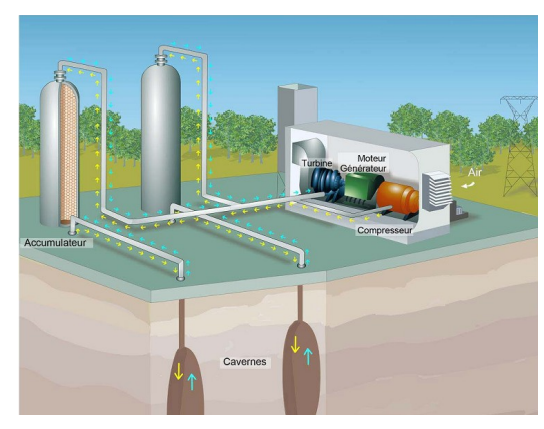 Turbine
Moteur
Générateur
Air
Compresseur
Accumulateur
Cavernes